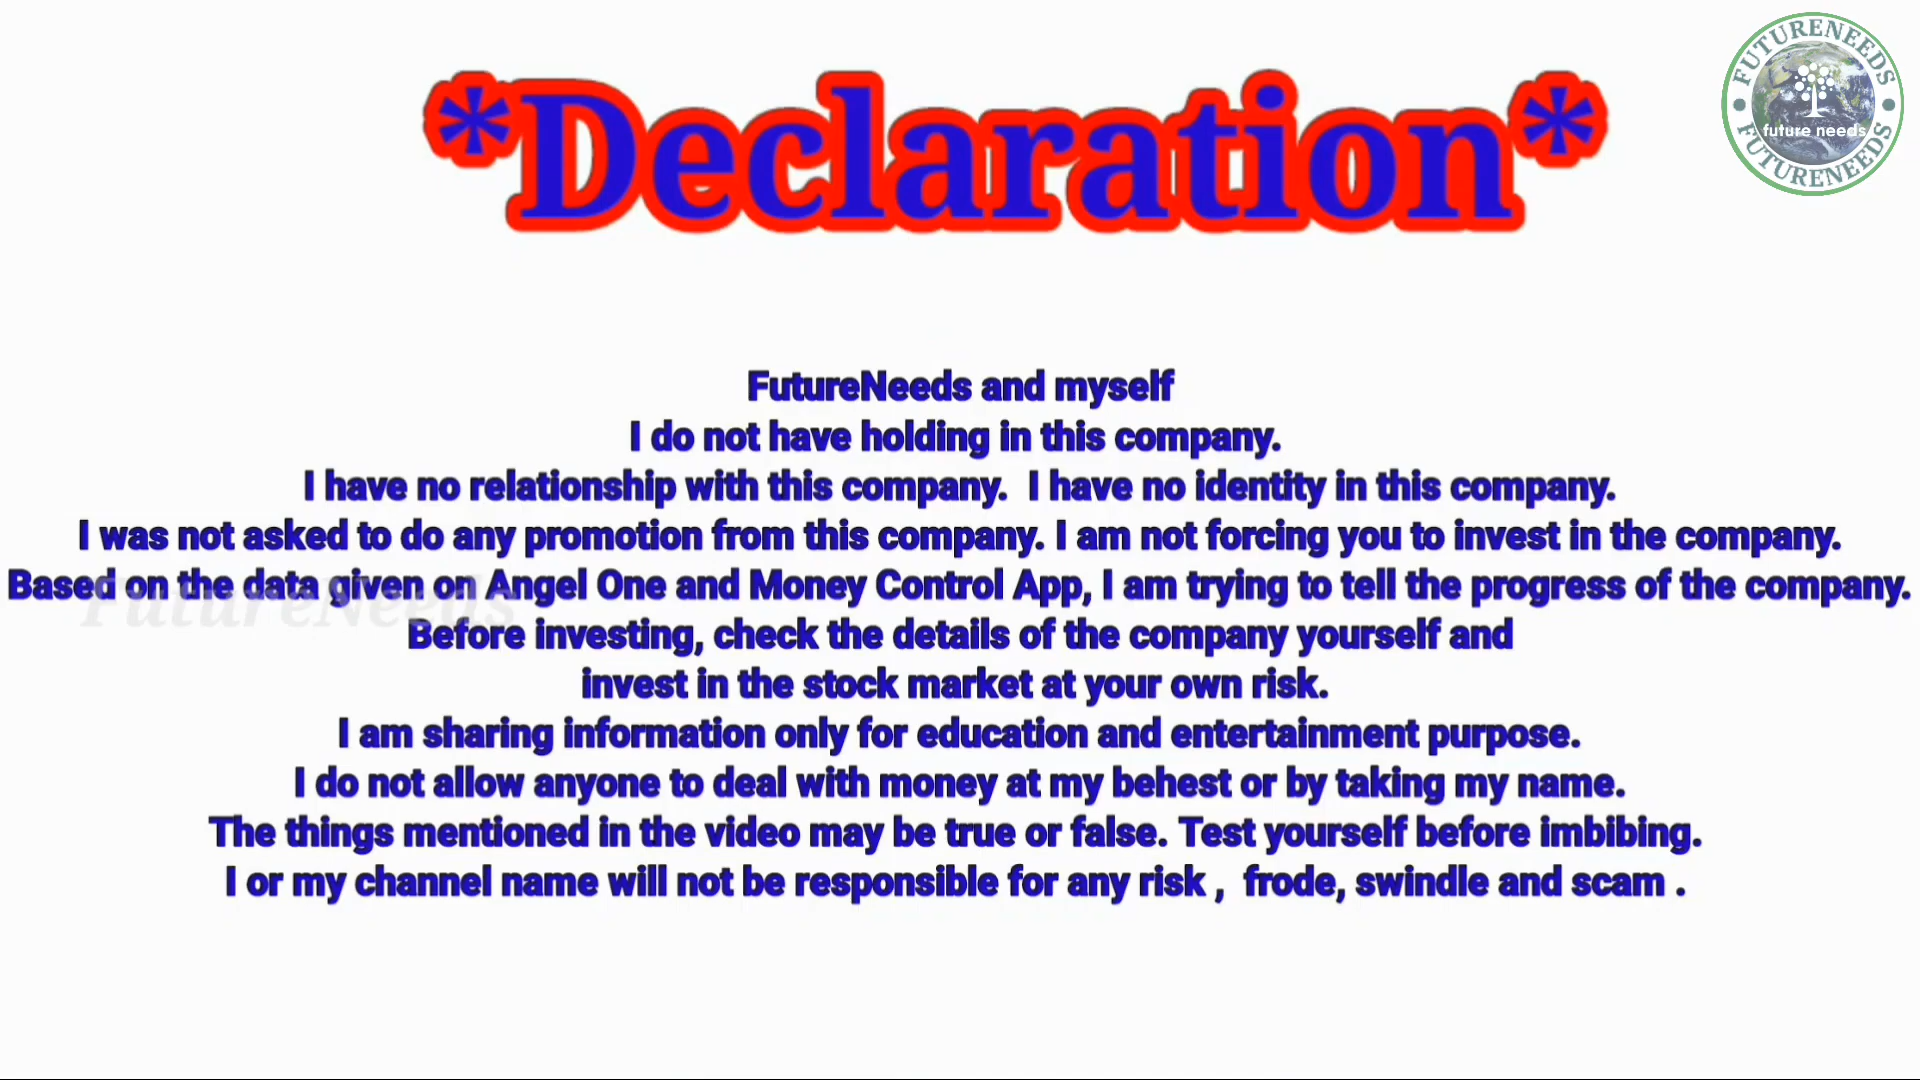 *Declaration*
FUTURENEEDS
future needs
FUTURENEEDS
FutureNeeds and myself
I do not have holding in this company.
I have no relationship with this company. I have no identity in this company.
I was not asked to do any promotion from this company. I am not forcing you to invest in the company.
Based on the data given on Angel One and Money Control App, I am trying to tell the progress of the company.
FutureNeeds
Before investing, check the details of the company yourself and
invest in the stock market at your own risk.
I am sharing information only for education and entertainment purpose.
I do not allow anyone to deal with money at my behest or by taking my name.
The things mentioned in the video may be true or false. Test yourself before imbibing.
I or my channel name will not be responsible for any risk , frode, swindle and scam .